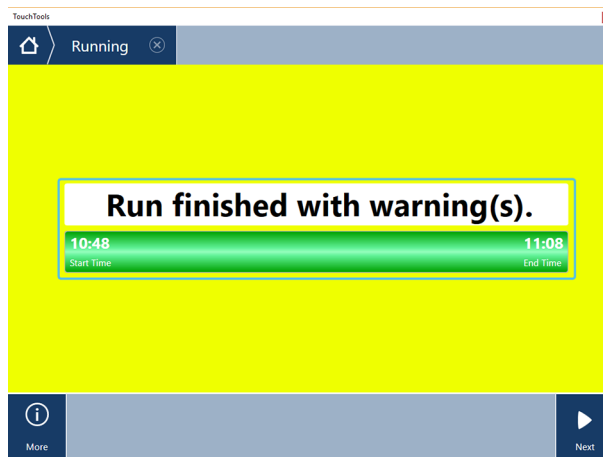 TouchTools
Running
Run finished with warning(s).
10:48 11:08
Start Time End Time
More Next